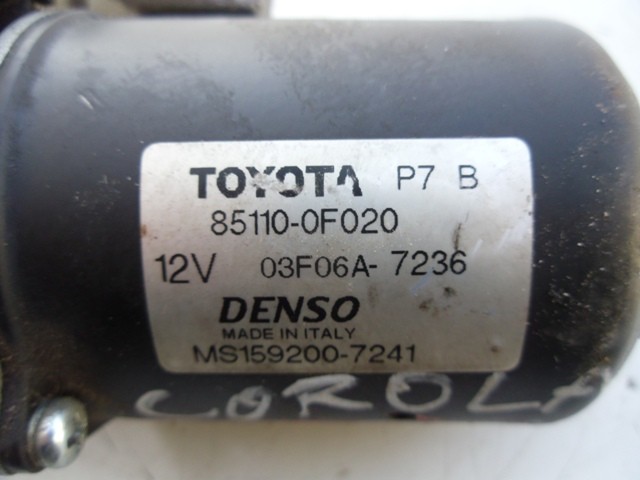 TOYOTA P7 B
85110-0F020
12V 03F06A-7236
DENSO
MADE IN ITALY
MS159200-7241
COROLA